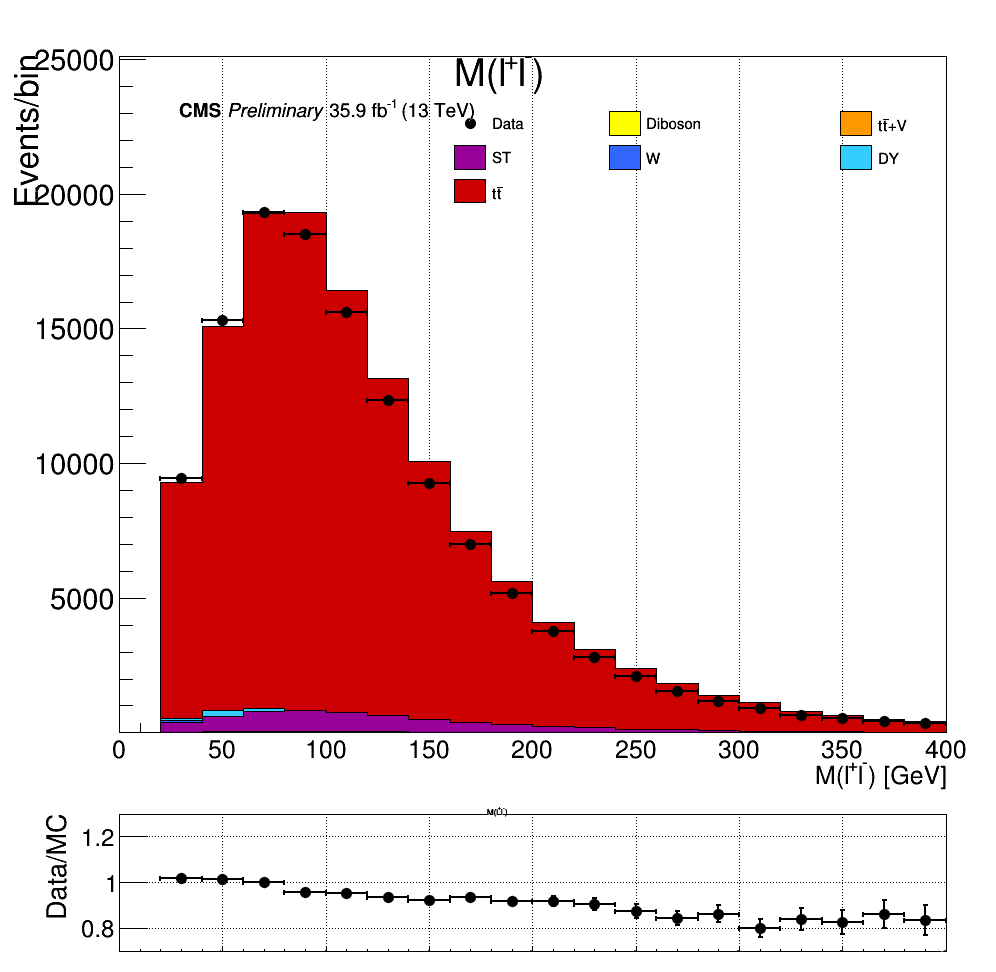 M(l⁺l⁻)
Events/bin
CMS Preliminary 35.9 fb⁻¹ (13 TeV)
Data
Diboson
tt̄+V
ST
W
DY
tt̄
25000
20000
15000
10000
5000
0 50 100 150 200 250 300 350 400
M(l⁺l⁻) [GeV]
M(l⁺l⁻)
Data/MC
1.2
1
0.8